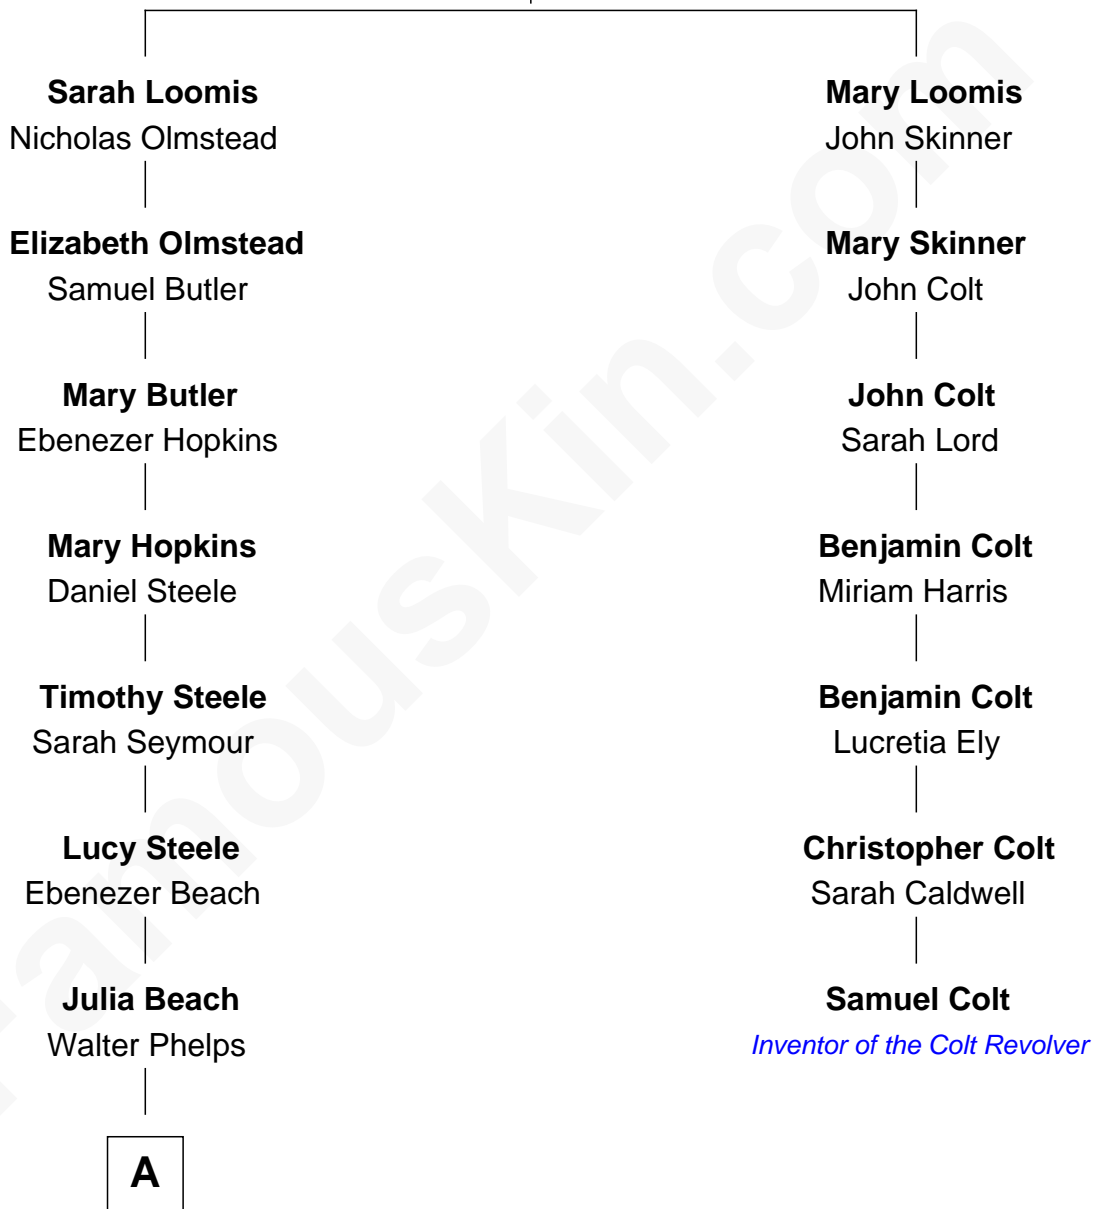 Sarah Loomis
Nicholas Olmstead
Elizabeth Olmstead
Samuel Butler
Mary Butler
Ebenezer Hopkins
Mary Hopkins
Daniel Steele
Timothy Steele
Sarah Seymour
Lucy Steele
Ebenezer Beach
Julia Beach
Walter Phelps
A
Mary Loomis
John Skinner
Mary Skinner
John Colt
John Colt
Sarah Lord
Benjamin Colt
Miriam Harris
Benjamin Colt
Lucretia Ely
Christopher Colt
Sarah Caldwell
Samuel Colt
Inventor of the Colt Revolver
FamousKin.com